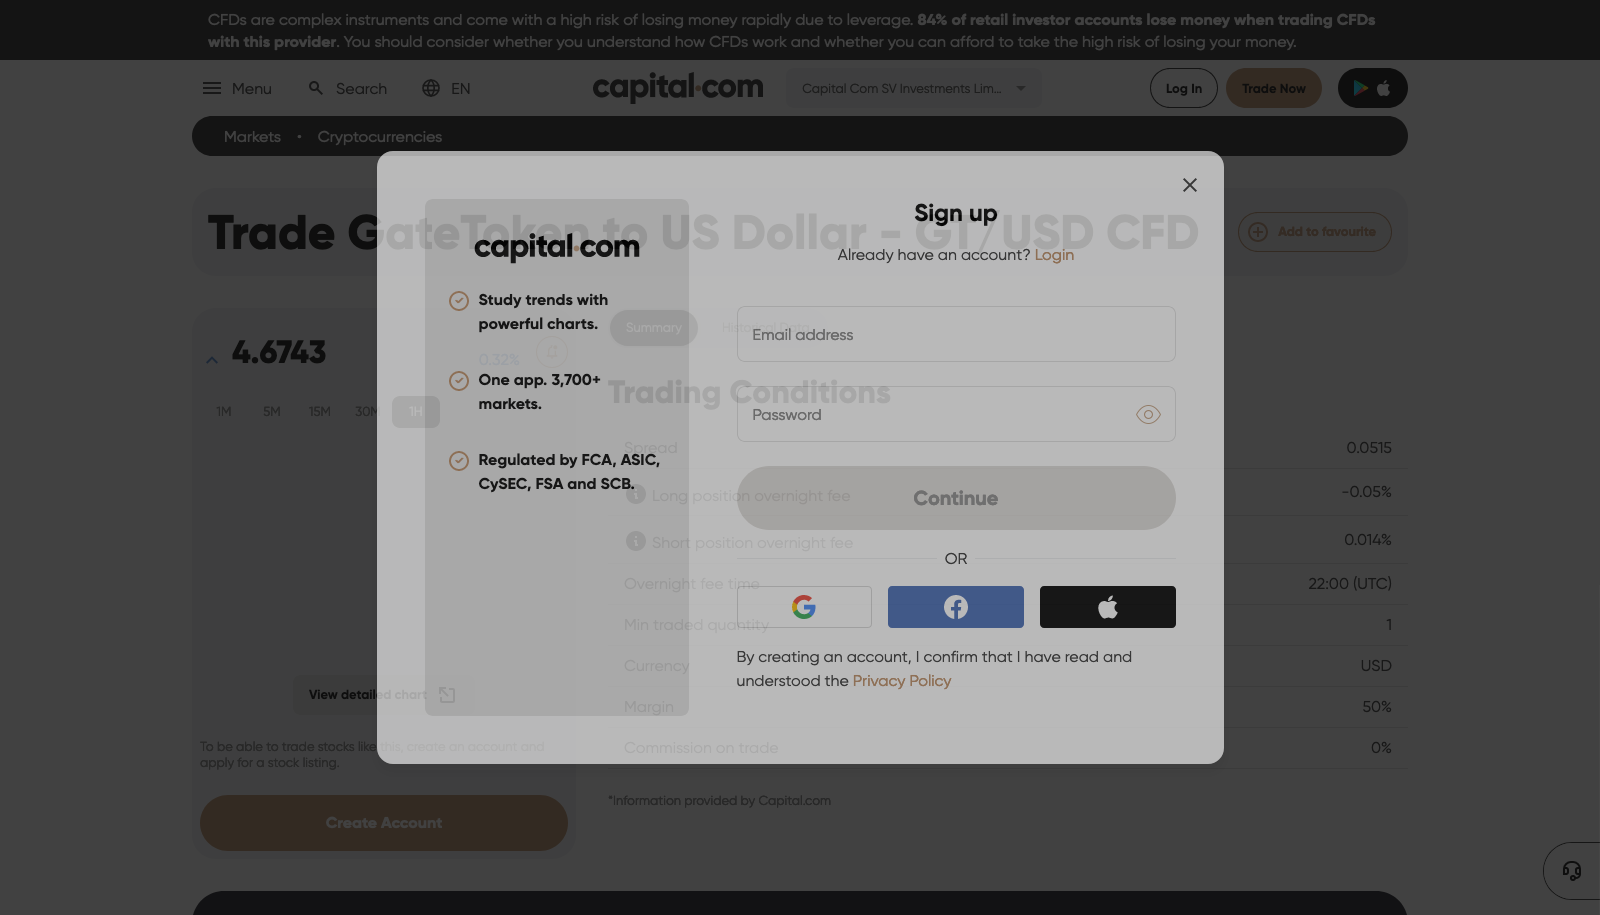 CFDs are complex instruments and come with a high risk of losing money rapidly due to leverage. 84% of retail investor accounts lose money when trading CFDs
with this provider. You should consider whether you understand how CFDs work and whether you can afford to take the high risk of losing your money.
Menu
Search
EN
capital.com
Capital Com SV Investments Lim...
Log In
Trade Now
Markets • Cryptocurrencies
Trade GateToken to US Dollar - GT/USD CFD
Add to favourite
4.6743
0.32%
1M 5M 15M 30M 1H
View detailed chart
To be able to trade stocks like this, create an account and
apply for a stock listing.
Create Account
Summary
Trading Conditions
Spread 0.0515
Long position overnight fee -0.05%
Short position overnight fee 0.014%
Overnight fee time 22:00 (UTC)
Min traded quantity 1
Currency USD
Margin 50%
Commission on trade 0%
*Information provided by Capital.com
capital.com
Study trends with
powerful charts.
One app. 3,700+
markets.
Regulated by FCA, ASIC,
CySEC, FSA and SCB.
Sign up
Already have an account? Login
Email address
Password
Continue
OR
By creating an account, I confirm that I have read and
understood the Privacy Policy